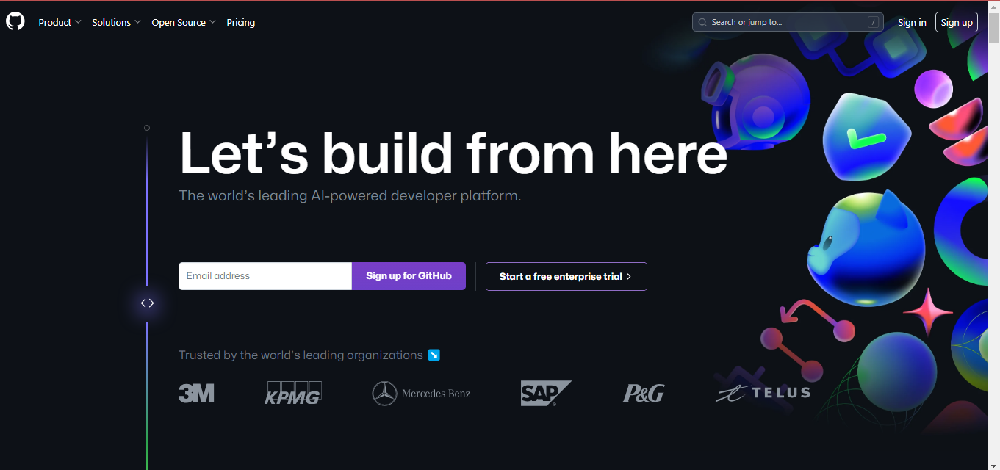 Product Solutions Open Source Pricing Search or jump to... / Sign in Sign up
Let’s build from here
The world’s leading AI-powered developer platform.
Email address Sign up for GitHub Start a free enterprise trial
Trusted by the world’s leading organizations
3M KPMG Mercedes-Benz SAP P&G TELUS